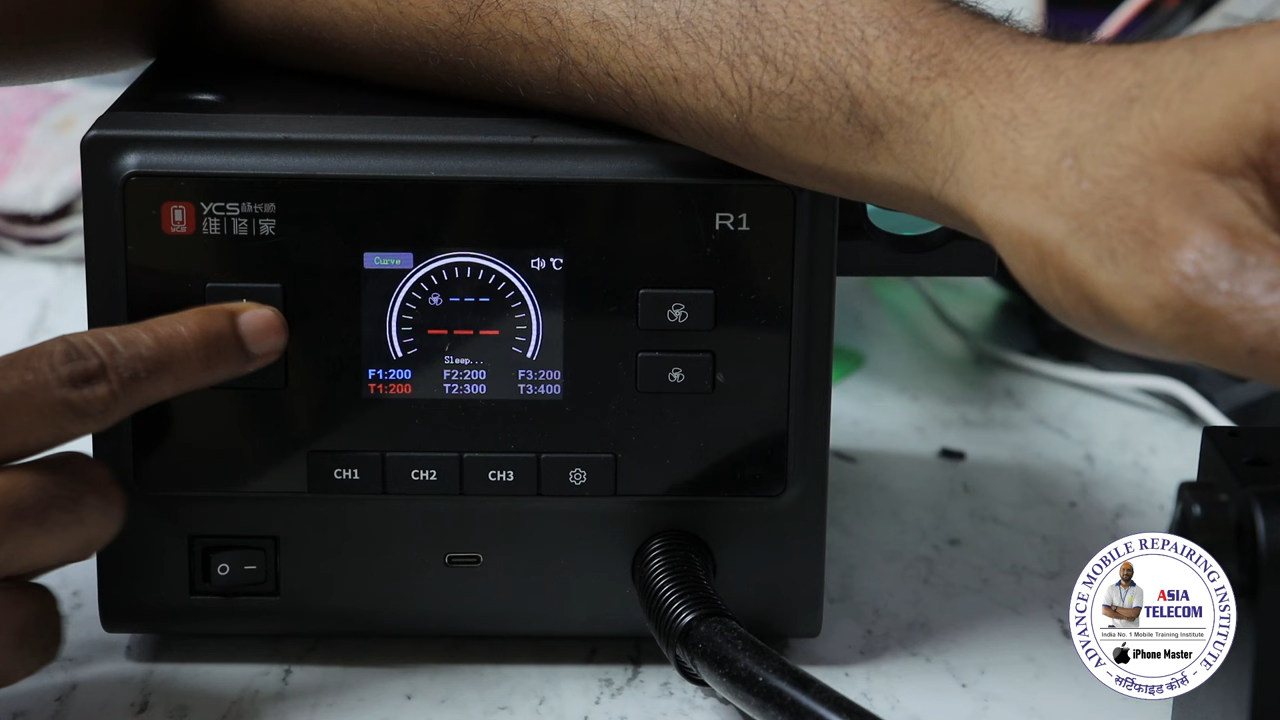 YCS 杨长顺
维|修|家
YCS
R1
Curve
℃
Sleep...
F1:200 F2:200 F3:200
T1:200 T2:300 T3:400
CH1 CH2 CH3
ADVANCE MOBILE REPAIRING INSTITUTE
ASIA
TELECOM
India No. 1 Mobile Training Institute
iPhone Master
- सर्टिफाइड कोर्स -